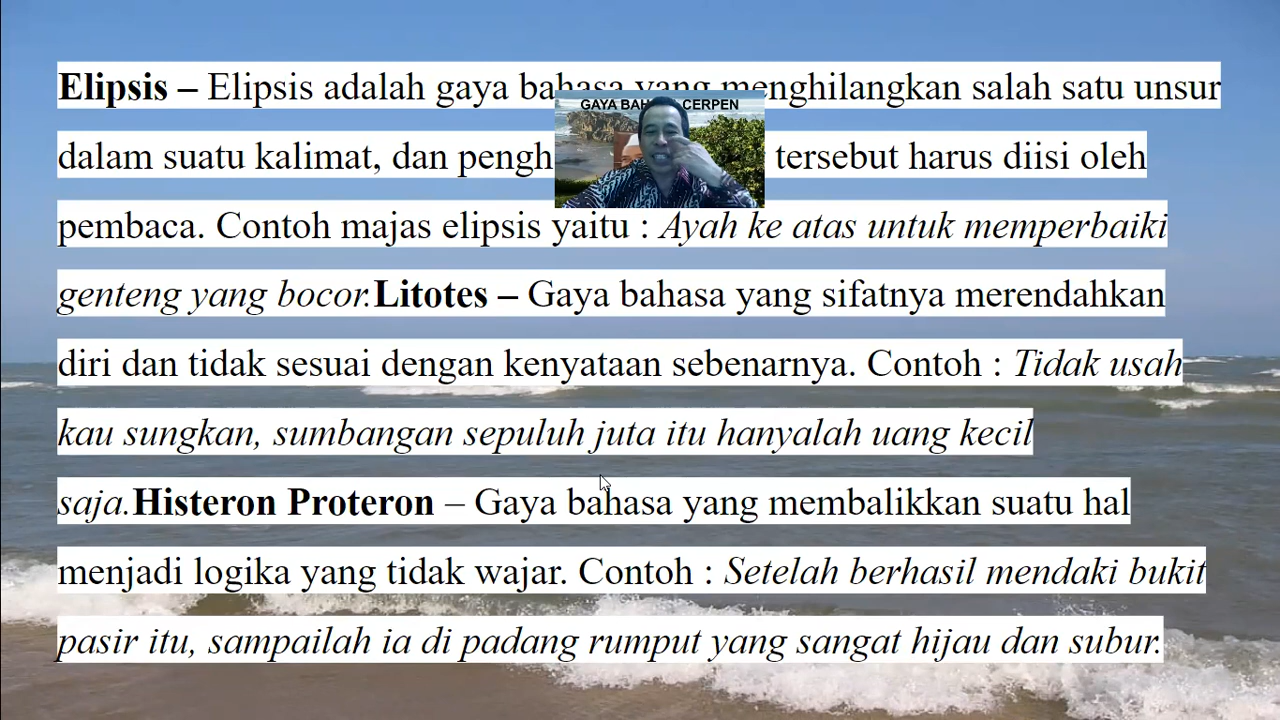 Elipsis – Elipsis adalah gaya bahasa yang menghilangkan salah satu unsur
GAYA CERPEN
dalam suatu kalimat, dan tersebut harus diisi oleh
pembaca. Contoh majas elipsis yaitu : Ayah ke atas untuk memperbaiki
genteng yang bocor.Litotes – Gaya bahasa yang sifatnya merendahkan
diri dan tidak sesuai dengan kenyataan sebenarnya. Contoh : Tidak usah
kau sungkan, sumbangan sepuluh juta itu hanyalah uang kecil
saja.Histeron Proteron – Gaya bahasa yang membalikkan suatu hal
menjadi logika yang tidak wajar. Contoh : Setelah berhasil mendaki bukit
pasir itu, sampailah ia di padang rumput yang sangat hijau dan subur.